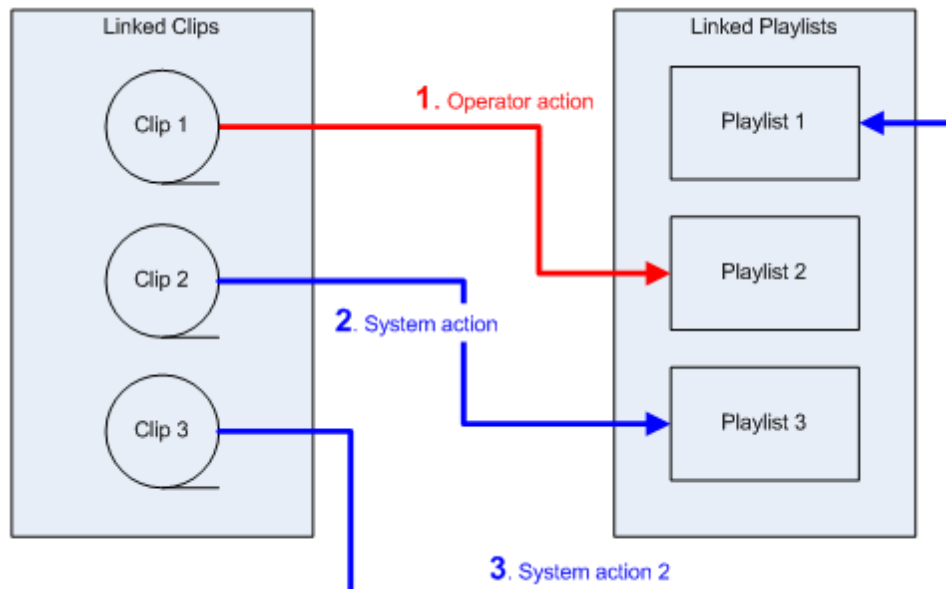 Linked Clips
Linked Playlists
1. Operator action
Clip 1
Playlist 1
Clip 2
Playlist 2
2. System action
Clip 3
Playlist 3
3. System action 2